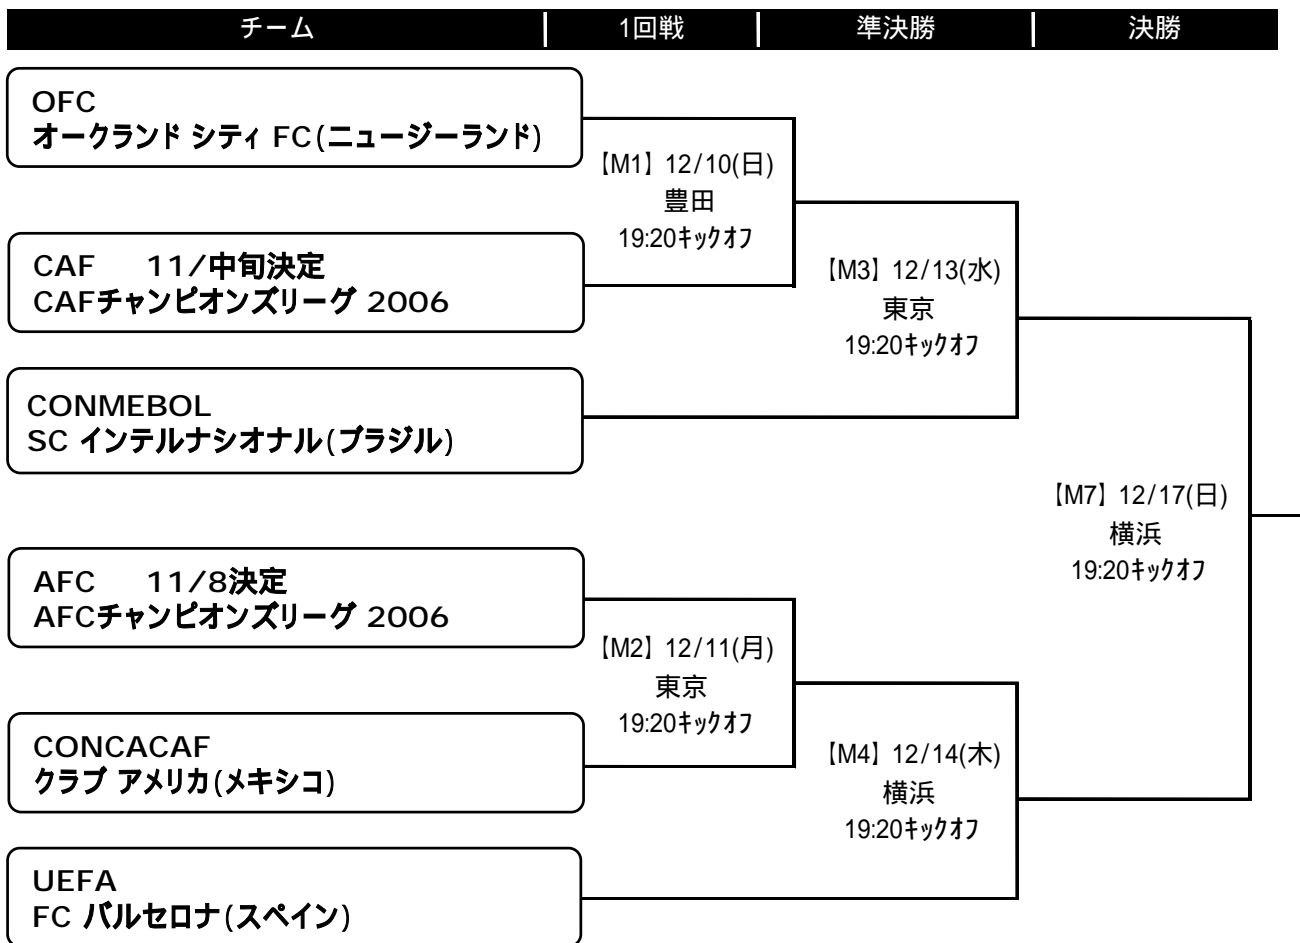 チーム 1回戦 準決勝 決勝
OFC
オークランド シティ FC(ニュージーランド)
【M1】12/10(日)
豊田
19:20ｷｯｸｵﾌ
CAF 11/中旬決定
CAFチャンピオンズリーグ 2006
【M3】12/13(水)
東京
19:20ｷｯｸｵﾌ
CONMEBOL
SC インテルナシオナル(ブラジル)
【M7】12/17(日)
横浜
19:20ｷｯｸｵﾌ
AFC 11/8決定
AFCチャンピオンズリーグ 2006
【M2】12/11(月)
東京
19:20ｷｯｸｵﾌ
CONCACAF
クラブ アメリカ(メキシコ)
【M4】12/14(木)
横浜
19:20ｷｯｸｵﾌ
UEFA
FC バルセロナ(スペイン)